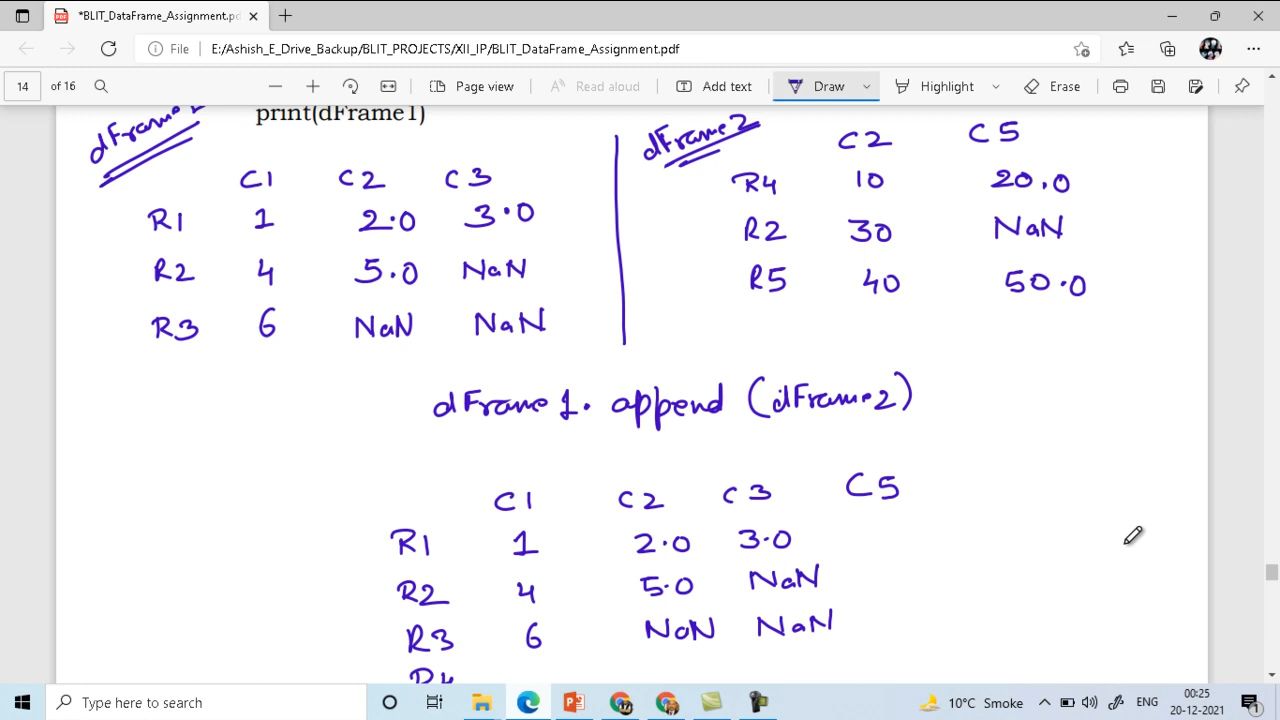 *BLIT_DataFrame_Assignment.pd
File E:/Ashish_E_Drive_Backup/BLIT_PROJECTS/XII_IP/BLIT_DataFrame_Assignment.pdf
14 of 16 Page view Read aloud Add text Draw Highlight Erase
print(dFrame1)
dFrame1
C1 C2 C3
R1 1 2.0 3.0
R2 4 5.0 NaN
R3 6 NaN NaN
dFrame2
C2 C5
R4 10 20.0
R2 30 NaN
R5 40 50.0
dFrame1.append(dFrame2)
C1 C2 C3 C5
R1 1 2.0 3.0
R2 4 5.0 NaN
R3 6 NaN NaN
R4
Type here to search
10°C Smoke ENG 00:25
20-12-2021 1